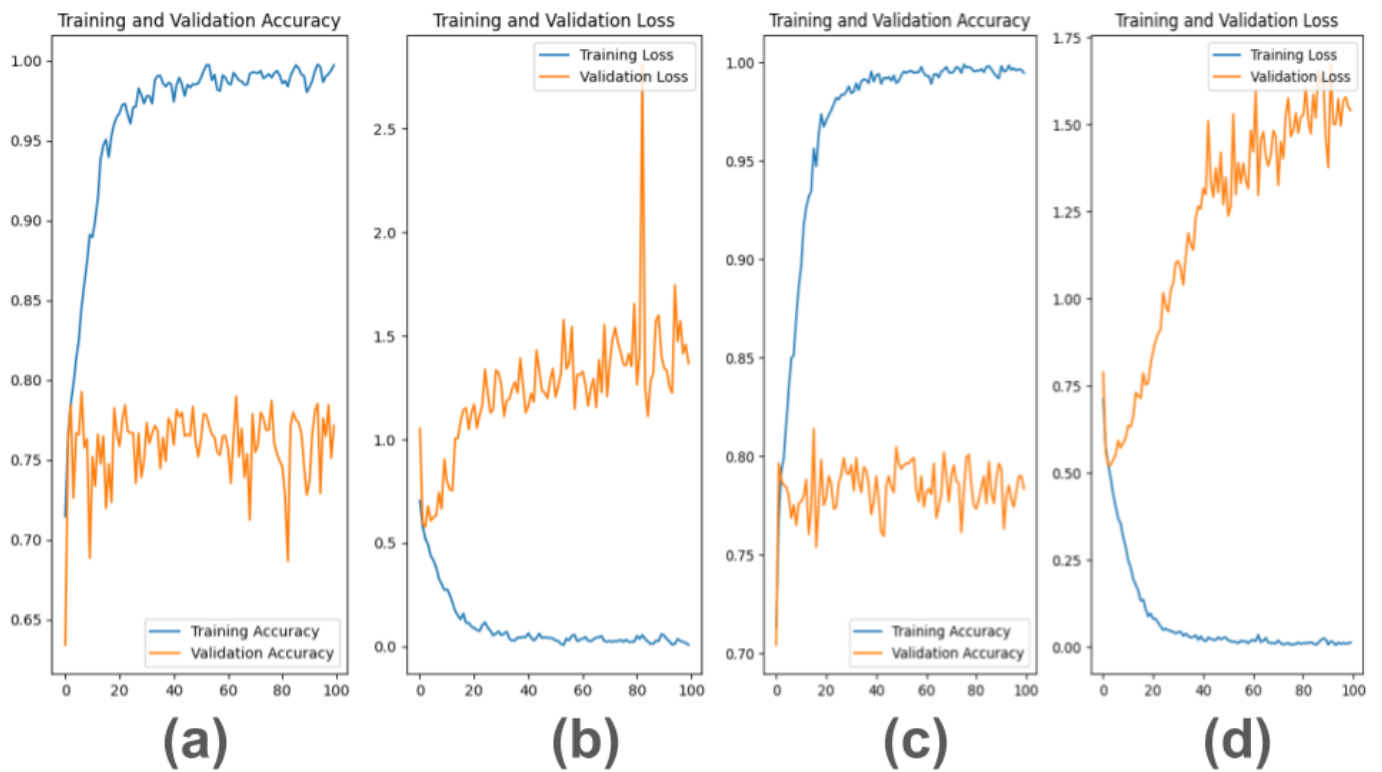 Training and Validation Accuracy
1.00
0.95
0.90
0.85
0.80
0.75
0.70
0.65
Training Accuracy
Validation Accuracy
0 20 40 60 80 100
(a)
Training and Validation Loss
Training Loss
Validation Loss
2.5
2.0
1.5
1.0
0.5
0.0
0 20 40 60 80 100
(b)
Training and Validation Accuracy
1.00
0.95
0.90
0.85
0.80
0.75
0.70
Training Accuracy
Validation Accuracy
0 20 40 60 80 100
(c)
Training and Validation Loss
1.75
Training Loss
Validation Loss
1.50
1.25
1.00
0.75
0.50
0.25
0.00
0 20 40 60 80 100
(d)